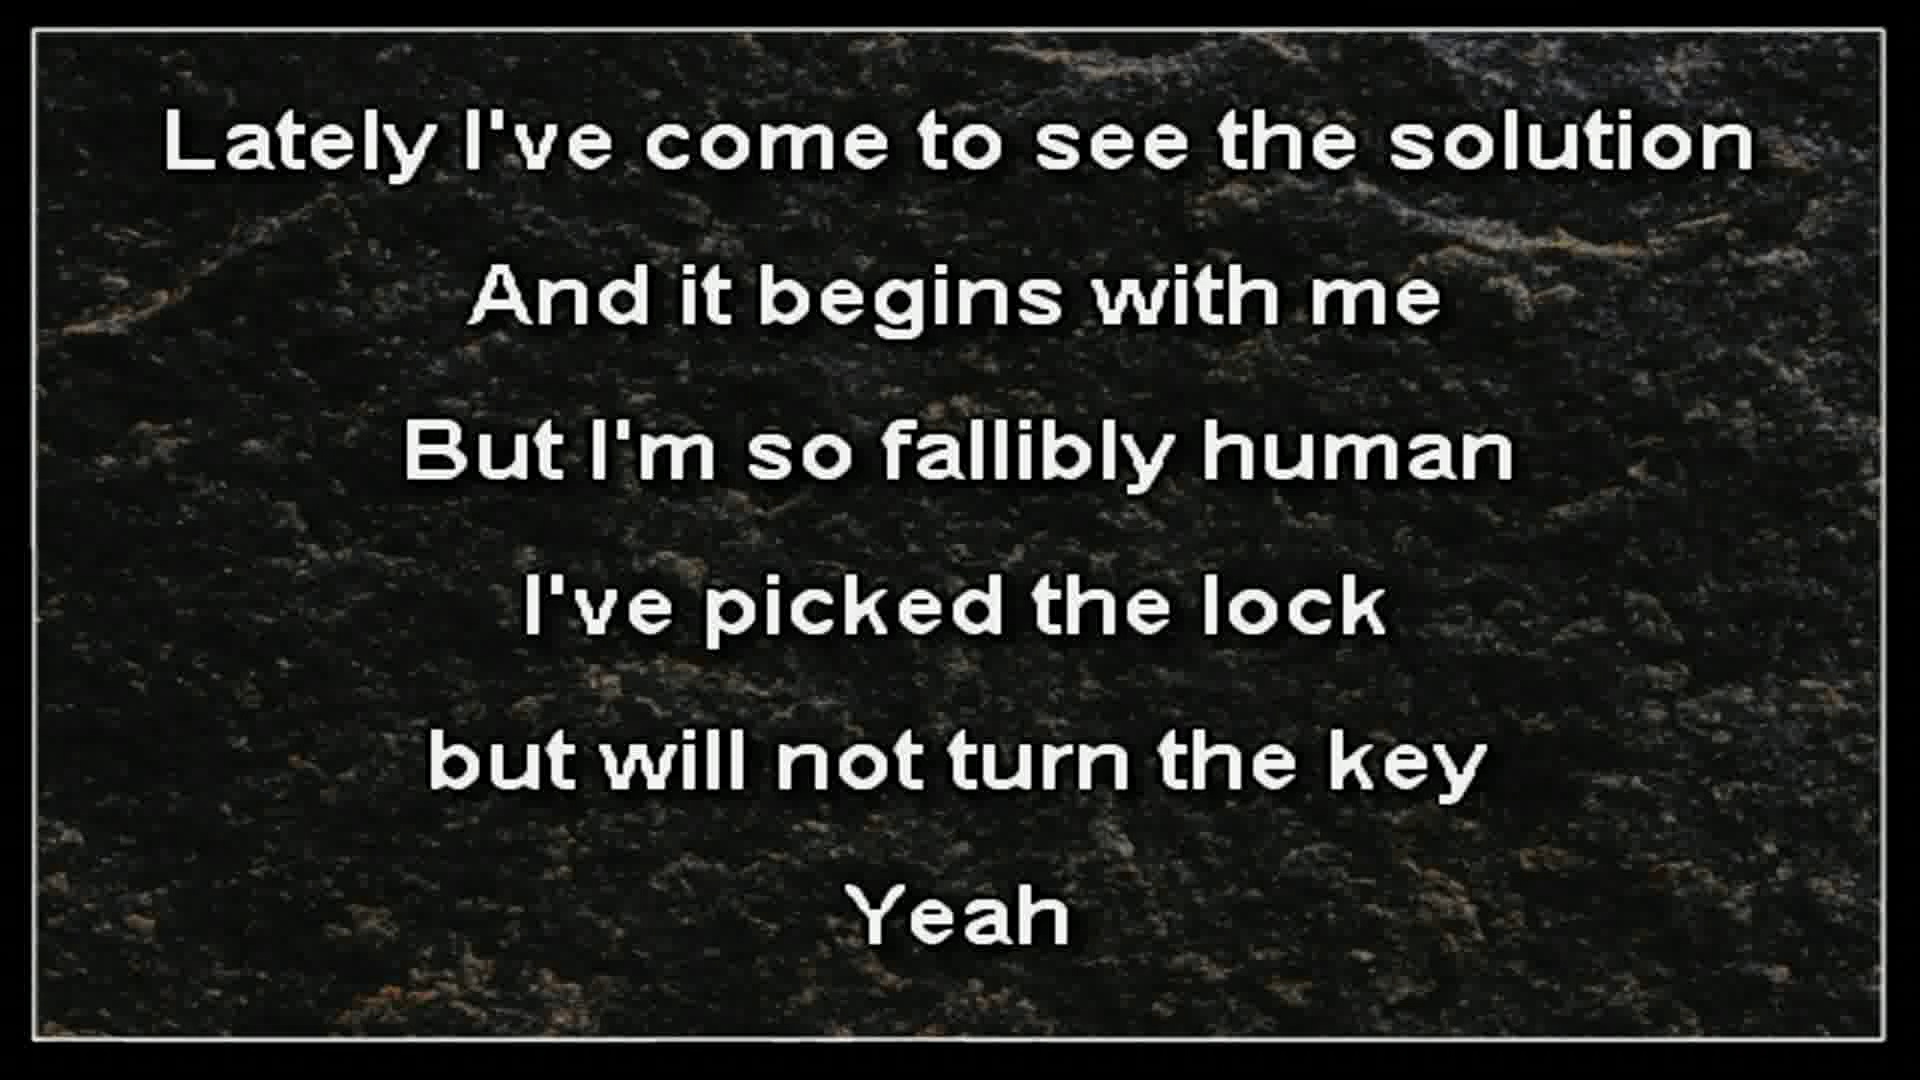 Lately I've come to see the solution
And it begins with me
But I'm so fallibly human
I've picked the lock
but will not turn the key
Yeah